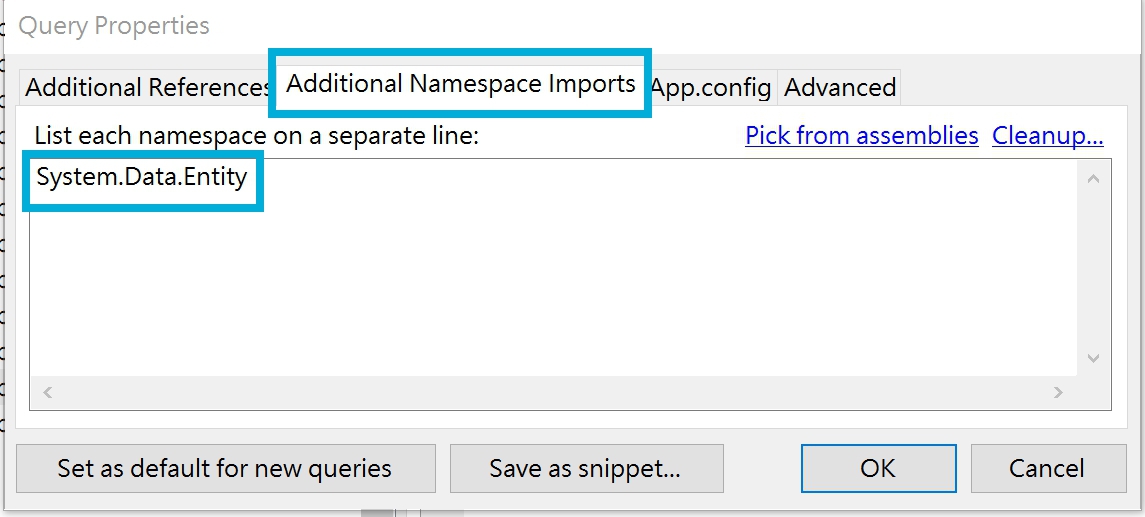 Query Properties
Additional References Additional Namespace Imports App.config Advanced
List each namespace on a separate line: Pick from assemblies Cleanup...
System.Data.Entity
Set as default for new queries Save as snippet... OK Cancel